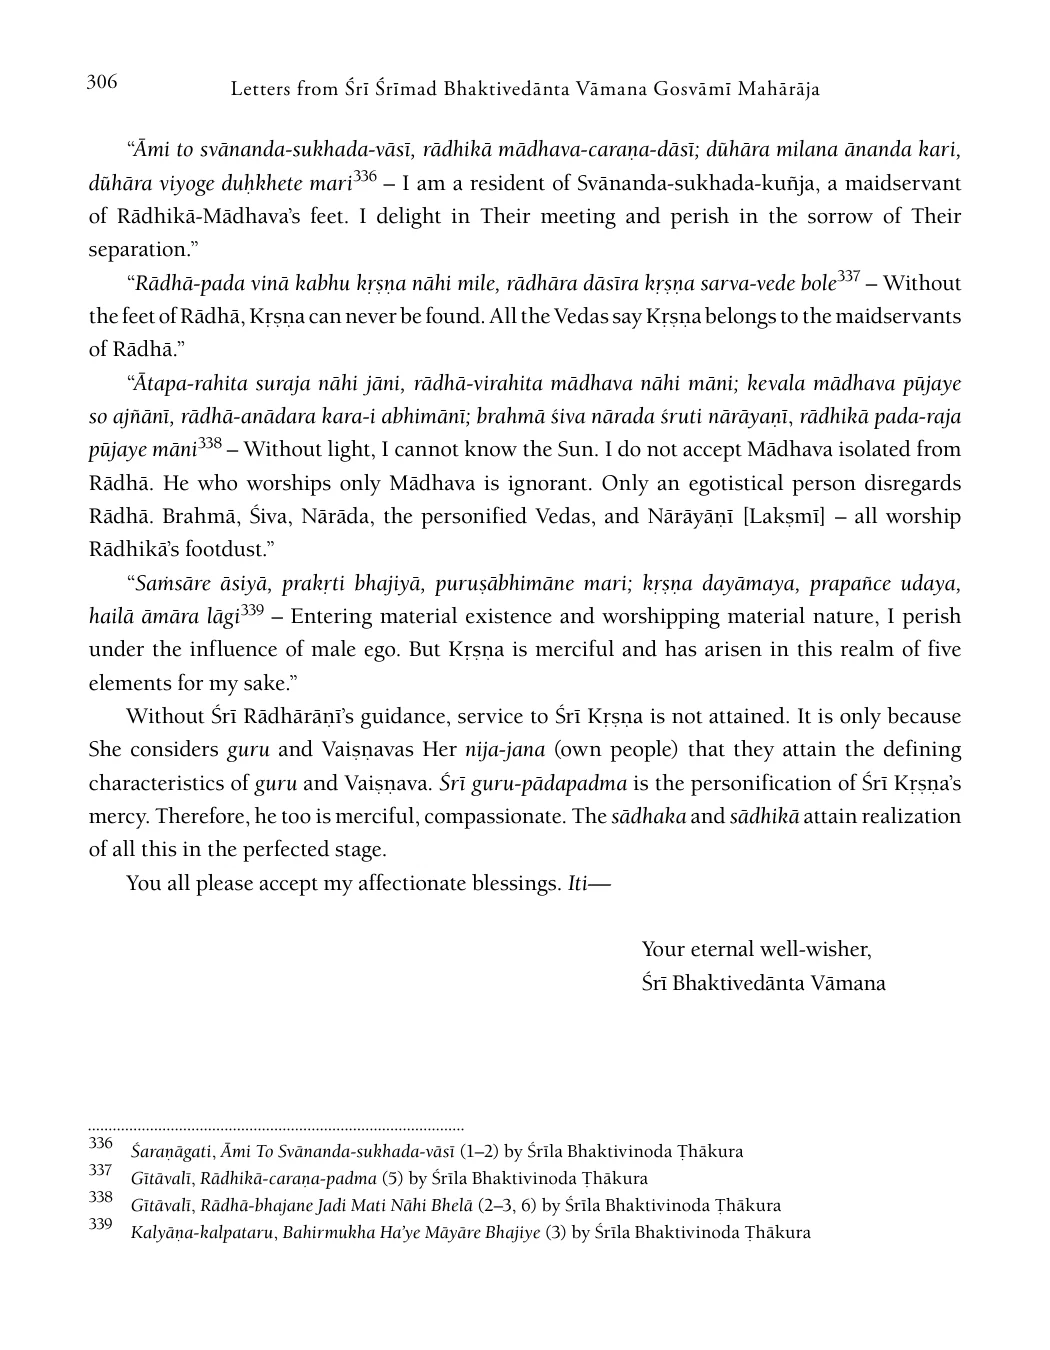 306
Letters from Śrī Śrīmad Bhaktivedānta Vāmana Gosvāmī Mahārāja
“Āmi to svānanda-sukhada-vāsī, rādhikā mādhava-caraṇa-dāsī; dũhāra milana ānanda kari,
dũhāra viyoge duḥkhete mari336 – I am a resident of Svānanda-sukhada-kuñja, a maidservant
of Rādhikā-Mādhava’s feet. I delight in Their meeting and perish in the sorrow of Their
separation.”
“Rādhā-pada vinā kabhu kṛṣṇa nāhi mile, rādhāra dāsīra kṛṣṇa sarva-vede bole337 – Without
the feet of Rādhā, Kṛṣṇa can never be found. All the Vedas say Kṛṣṇa belongs to the maidservants
of Rādhā.”
“Ātapa-rahita suraja nāhi jāni, rādhā-virahita mādhava nāhi māni; kevala mādhava pūjaye
so ajñānī, rādhā-anādara kara-i abhimānī; brahmā śiva nārada śruti nārāyaṇī, rādhikā pada-raja
pūjaye māni338 – Without light, I cannot know the Sun. I do not accept Mādhava isolated from
Rādhā. He who worships only Mādhava is ignorant. Only an egotistical person disregards
Rādhā. Brahmā, Śiva, Nārāda, the personified Vedas, and Nārāyāṇī [Lakṣmī] – all worship
Rādhikā’s footdust.”
“Saṁsāre āsiyā, prakṛti bhajiyā, puruṣābhimāne mari; kṛṣṇa dayāmaya, prapañce udaya,
hailā āmāra lāgi339 – Entering material existence and worshipping material nature, I perish
under the influence of male ego. But Kṛṣṇa is merciful and has arisen in this realm of five
elements for my sake.”
Without Śrī Rādhārāṇī’s guidance, service to Śrī Kṛṣṇa is not attained. It is only because
She considers guru and Vaiṣṇavas Her nija-jana (own people) that they attain the defining
characteristics of guru and Vaiṣṇava. Śrī guru-pādapadma is the personification of Śrī Kṛṣṇa’s
mercy. Therefore, he too is merciful, compassionate. The sādhaka and sādhikā attain realization
of all this in the perfected stage.
You all please accept my affectionate blessings. Iti—
Your eternal well-wisher,
Śrī Bhaktivedānta Vāmana
336 Śaraṇāgati, Āmi To Svānanda-sukhada-vāsī (1–2) by Śrīla Bhaktivinoda Ṭhākura
337 Gītāvalī, Rādhikā-caraṇa-padma (5) by Śrīla Bhaktivinoda Ṭhākura
338 Gītāvalī, Rādhā-bhajane Jadi Mati Nāhi Bhelā (2–3, 6) by Śrīla Bhaktivinoda Ṭhākura
339 Kalyāṇa-kalpataru, Bahirmukha Ha’ye Māyāre Bhajiye (3) by Śrīla Bhaktivinoda Ṭhākura